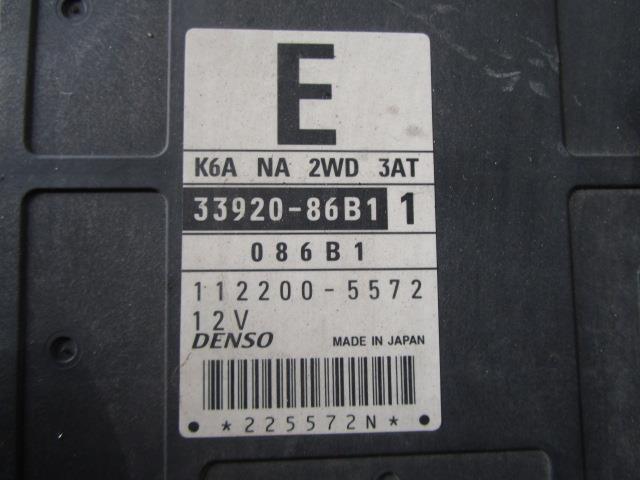 E
K6A NA 2WD 3AT
33920-86B1 1
086B1
112200-5572
12V
DENSO MADE IN JAPAN
*225572N*